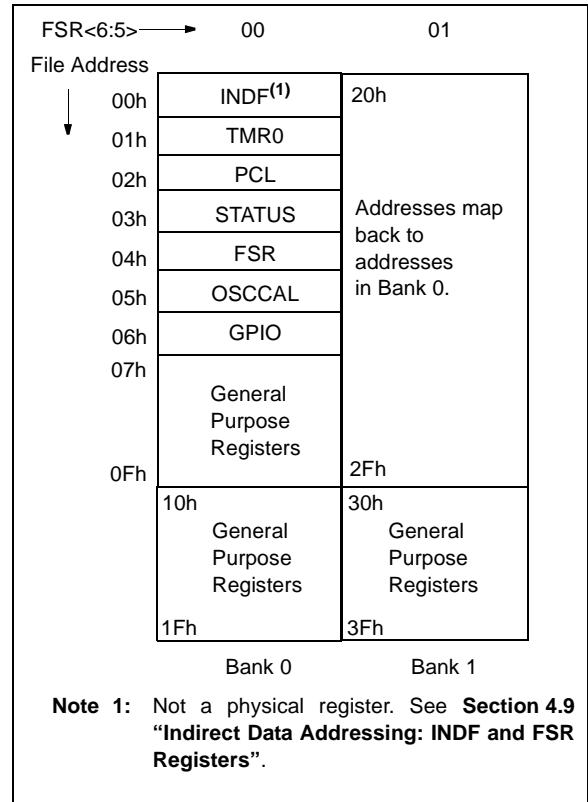 FSR<6:5> 00 01
File Address
00h INDF(1) 20h
01h TMR0
02h PCL
03h STATUS Addresses map
back to
04h FSR addresses
05h OSCCAL in Bank 0.
06h GPIO
07h
General
Purpose
Registers
0Fh 2Fh
10h 30h
General General
Purpose Purpose
Registers Registers
1Fh 3Fh
Bank 0 Bank 1
Note 1: Not a physical register. See Section 4.9
“Indirect Data Addressing: INDF and FSR
Registers”.